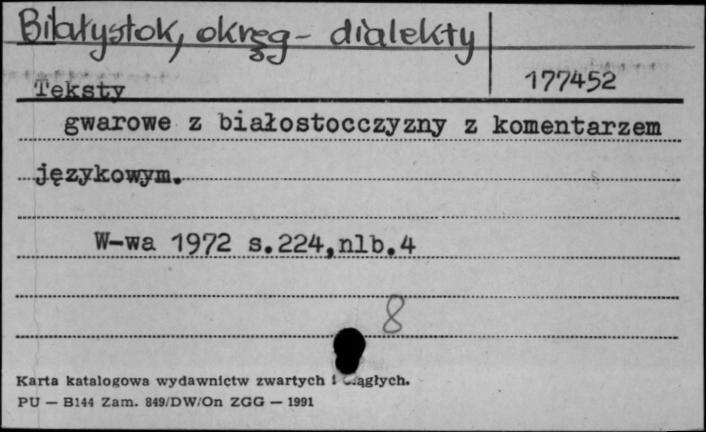 Białystok, okręg - dialekty
177452
Teksty
gwarowe z białostocczyzny z komentarzem
językowym.
W-wa 1972 s.224,nlb.4
8
Karta katalogowa wydawnictw zwartych i ciągłych.
PU — B144 Zam. 849/DW/On ZGG — 1991